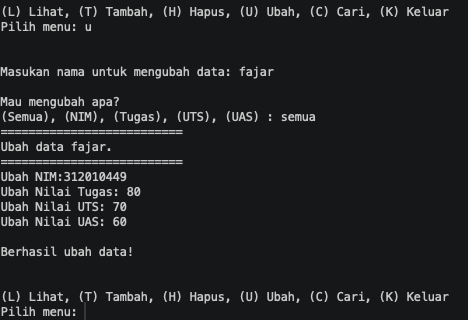 (L) Lihat, (T) Tambah, (H) Hapus, (U) Ubah, (C) Cari, (K) Keluar
Pilih menu: u
Masukan nama untuk mengubah data: fajar
Mau mengubah apa?
(Semua), (NIM), (Tugas), (UTS), (UAS) : semua
==========================
Ubah data fajar.
==========================
Ubah NIM:312010449
Ubah Nilai Tugas: 80
Ubah Nilai UTS: 70
Ubah Nilai UAS: 60
Berhasil ubah data!
(L) Lihat, (T) Tambah, (H) Hapus, (U) Ubah, (C) Cari, (K) Keluar
Pilih menu: